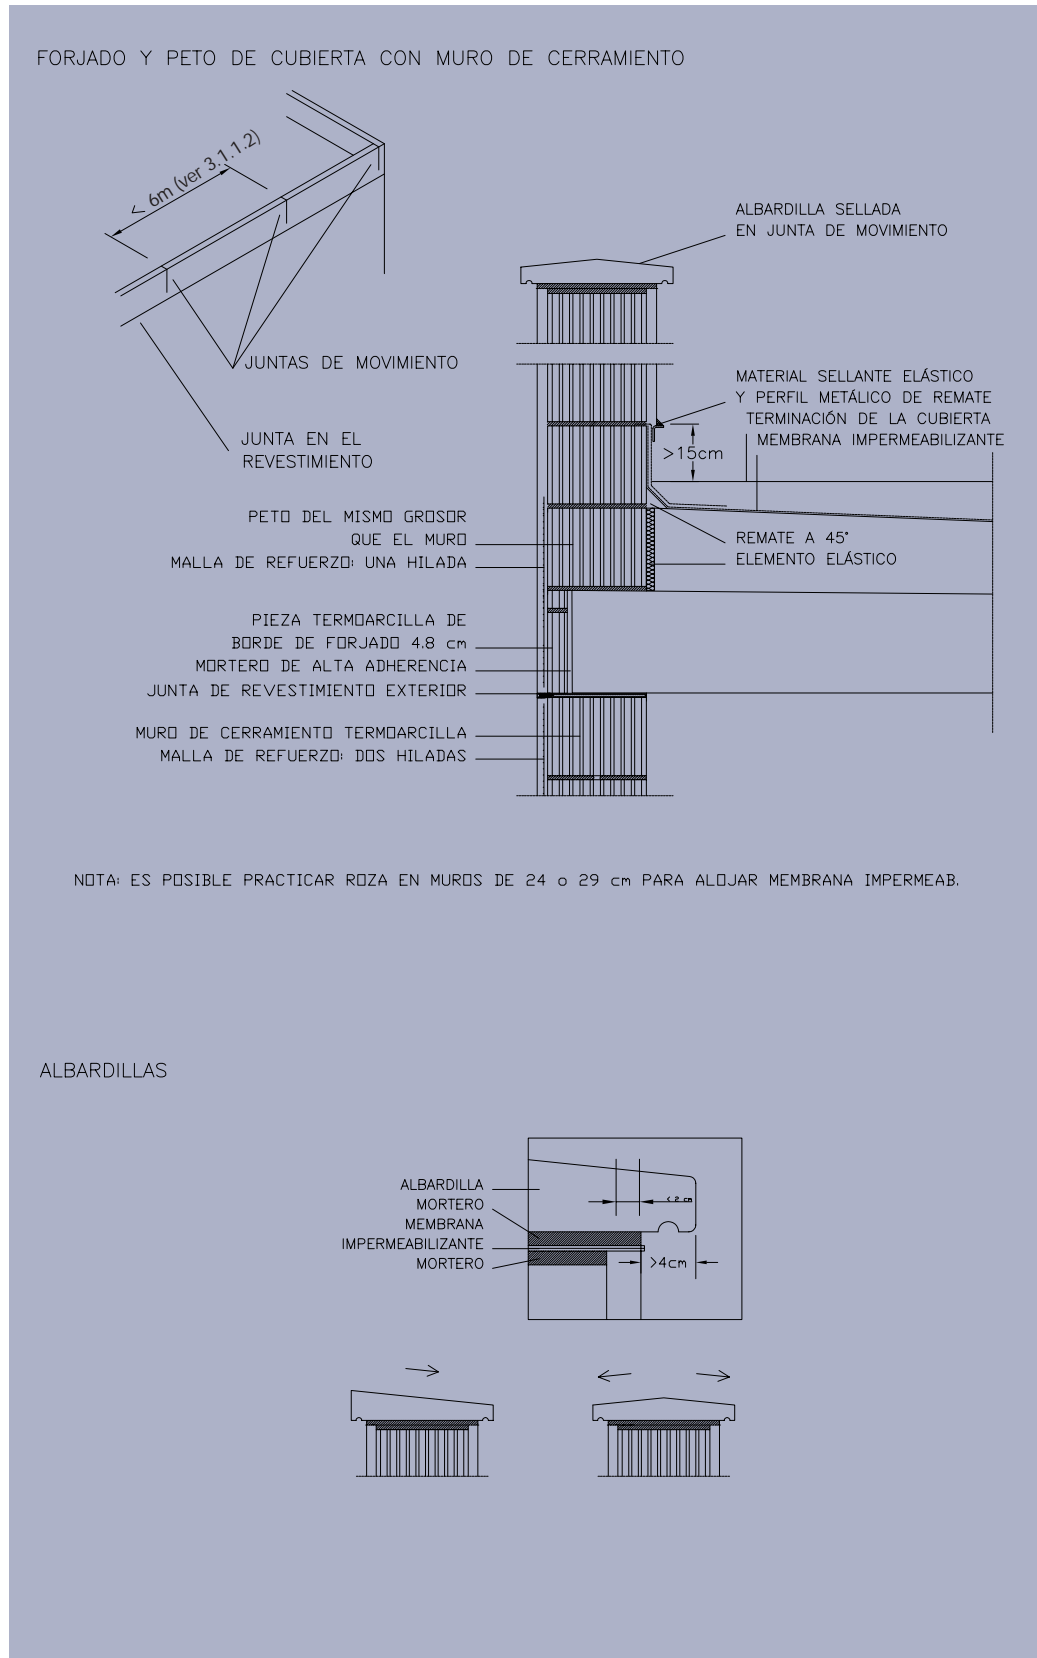 FORJADO Y PETO DE CUBIERTA CON MURO DE CERRAMIENTO
< 6m (ver 3.1.1.2)
JUNTAS DE MOVIMIENTO
JUNTA EN EL
REVESTIMIENTO
ALBARDILLA SELLADA
EN JUNTA DE MOVIMIENTO
MATERIAL SELLANTE ELÁSTICO
Y PERFIL METÁLICO DE REMATE
TERMINACIÓN DE LA CUBIERTA
MEMBRANA IMPERMEABILIZANTE
>15cm
PETO DEL MISMO GROSOR
QUE EL MURO
MALLA DE REFUERZO: UNA HILADA
REMATE A 45°
ELEMENTO ELÁSTICO
PIEZA TERMOARCILLA DE
BORDE DE FORJADO 4.8 cm
MORTERO DE ALTA ADHERENCIA
JUNTA DE REVESTIMIENTO EXTERIOR
MURO DE CERRAMIENTO TERMOARCILLA
MALLA DE REFUERZO: DOS HILADAS
NOTA: ES POSIBLE PRACTICAR ROZA EN MUROS DE 24 o 29 cm PARA ALOJAR MEMBRANA IMPERMEAB.
ALBARDILLAS
ALBARDILLA
MORTERO
MEMBRANA
IMPERMEABILIZANTE
MORTERO
< 2 cm
>4cm